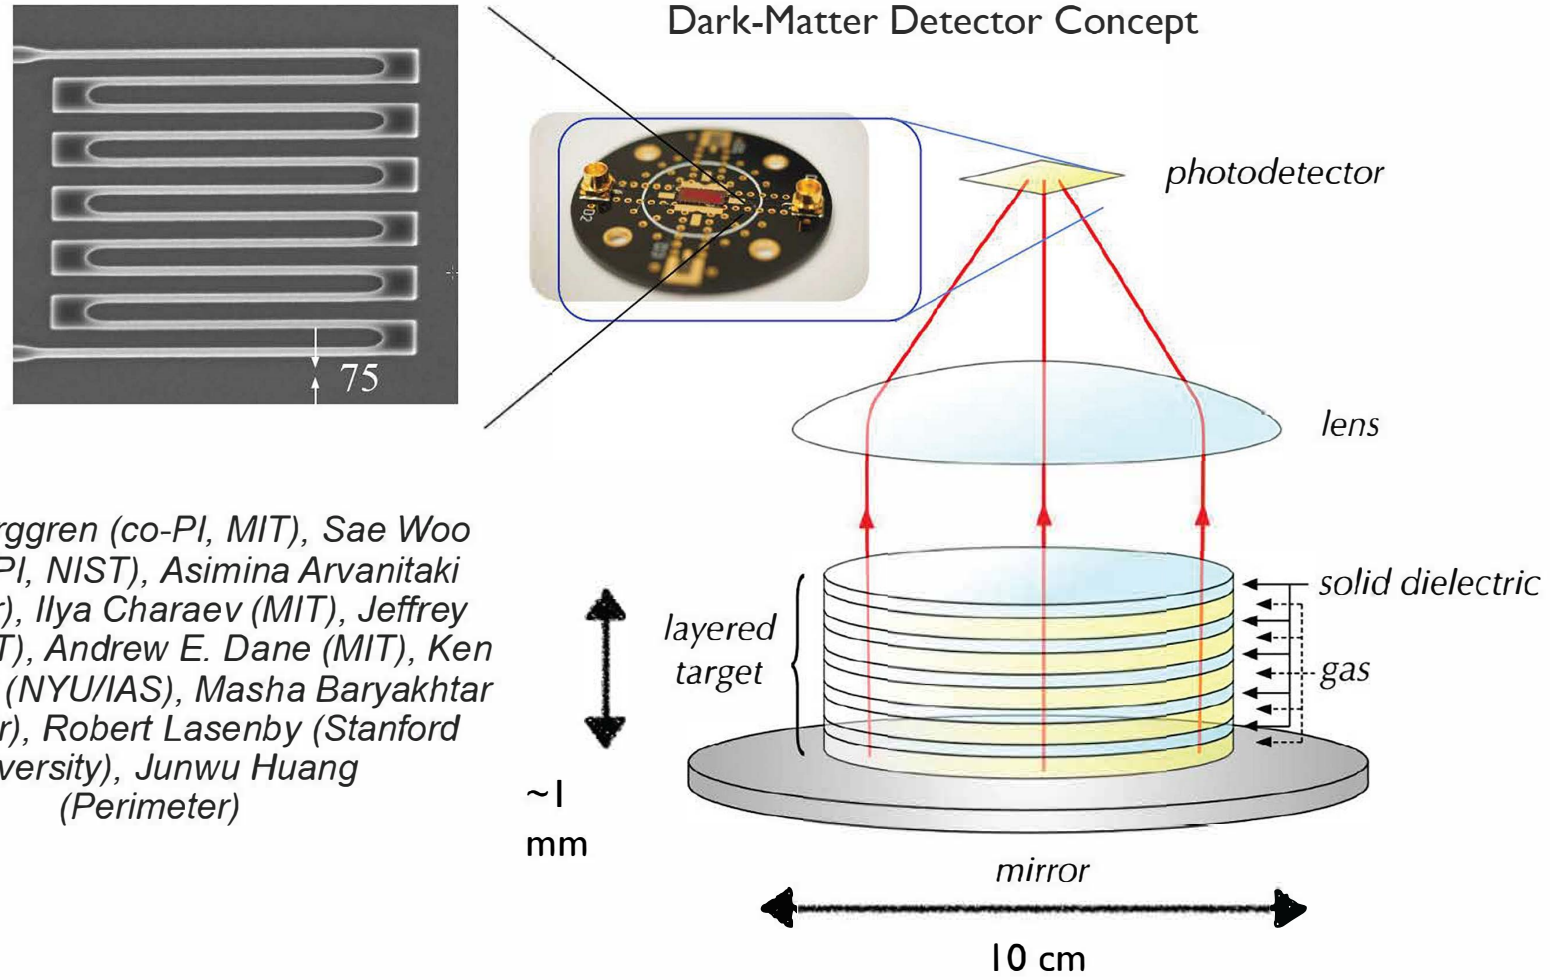 Dark-Matter Detector Concept
75
photodetector
lens
rggren (co-PI, MIT), Sae Woo
PI, NIST), Asimina Arvanitaki
r), Ilya Charaev (MIT), Jeffrey
T), Andrew E. Dane (MIT), Ken
(NYU/IAS), Masha Baryakhtar
r), Robert Lasenby (Stanford
versity), Junwu Huang
(Perimeter)
layered
target
solid dielectric
gas
~1
mm
mirror
10 cm